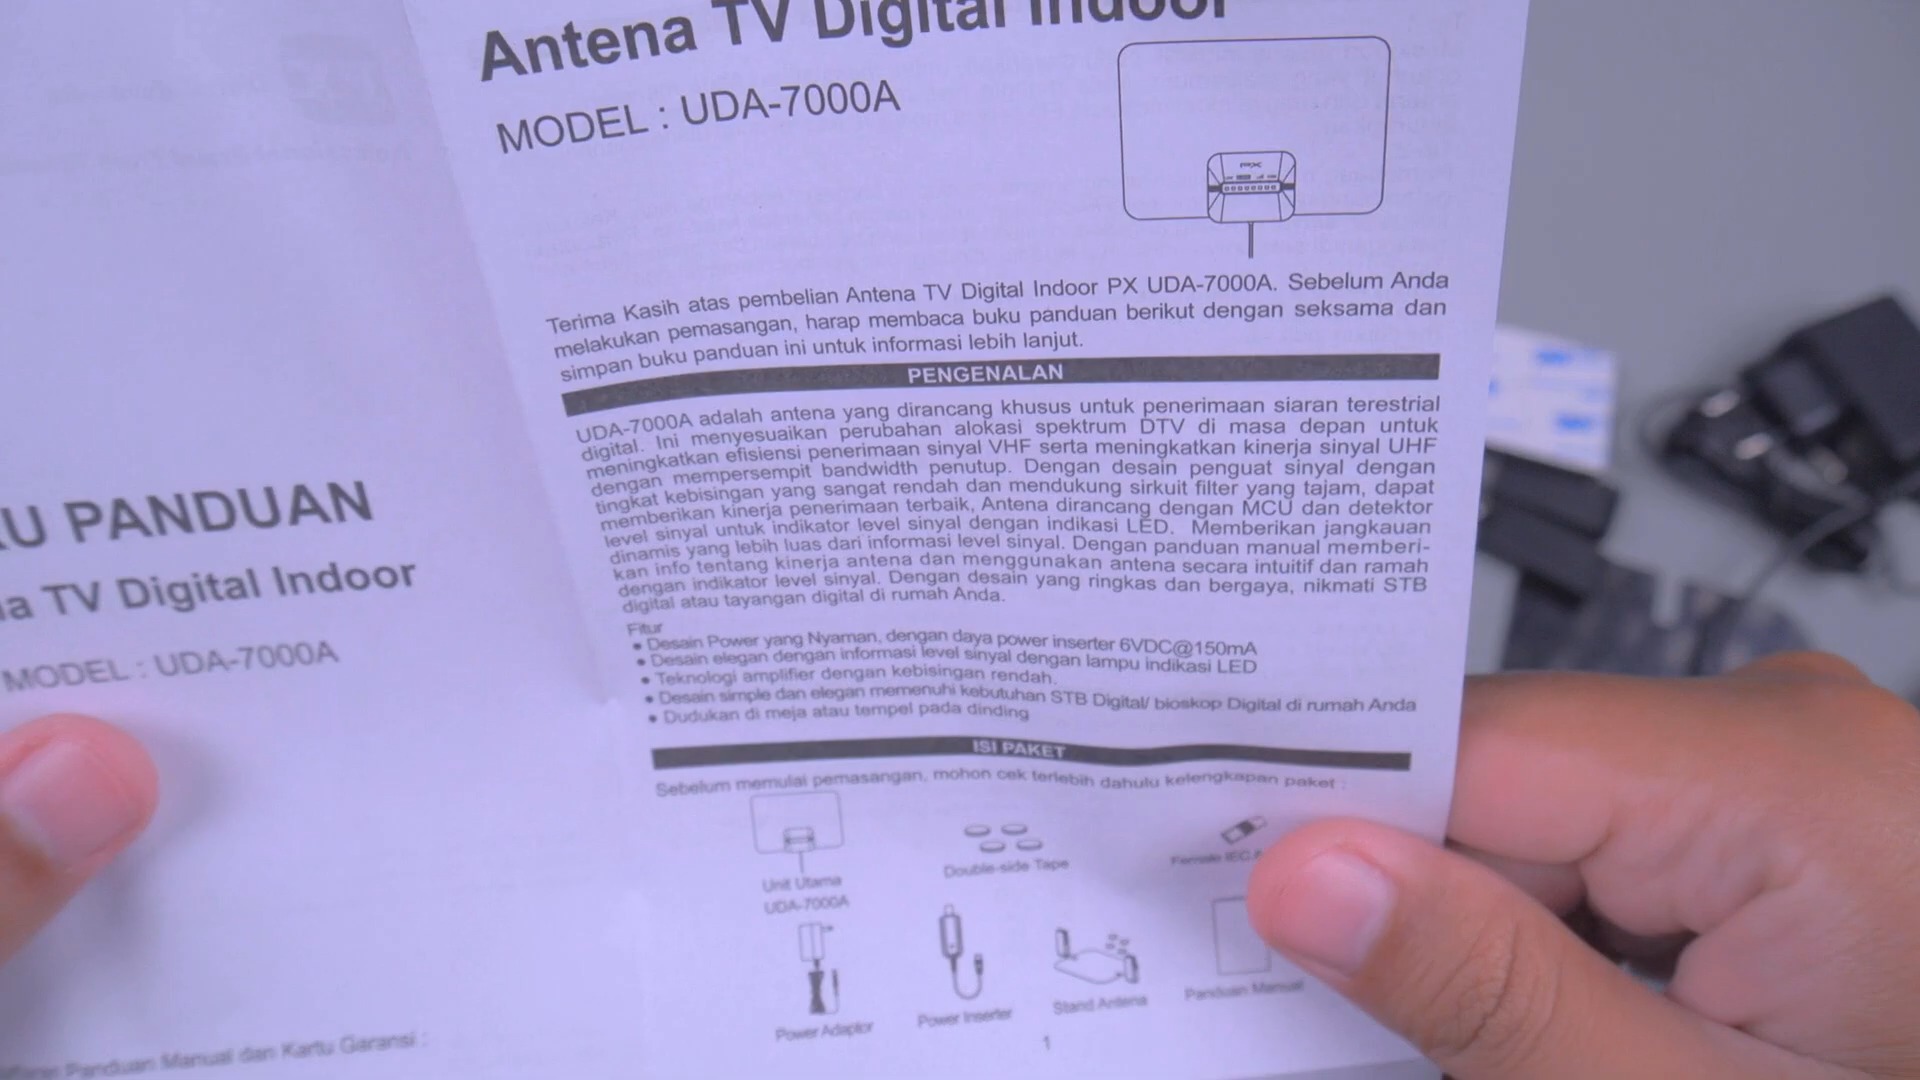 PANDUAN
TV Digital Indoor
MODEL : UDA-7000A
Panduan Manual dan Kartu Garansi :
Antena TV Digital Indoor
MODEL : UDA-7000A
PX
Terima Kasih atas pembelian Antena TV Digital Indoor PX UDA-7000A. Sebelum Anda
melakukan pemasangan, harap membaca buku panduan berikut dengan seksama dan
simpan buku panduan ini untuk informasi lebih lanjut.
PENGENALAN
UDA-7000A adalah antena yang dirancang khusus untuk penerimaan siaran terestrial
digital. Ini menyesuaikan perubahan alokasi spektrum DTV di masa depan untuk
meningkatkan efisiensi penerimaan sinyal VHF serta meningkatkan kinerja sinyal UHF
dengan mempersempit bandwidth penutup. Dengan desain penguat sinyal dengan
tingkat kebisingan yang sangat rendah dan mendukung sirkuit filter yang tajam, dapat
memberikan kinerja penerimaan terbaik, Antena dirancang dengan MCU dan detektor
level sinyal untuk indikator level sinyal dengan indikasi LED. Memberikan jangkauan
dinamis yang lebih luas dari informasi level sinyal. Dengan panduan manual memberi-
kan info tentang kinerja antena dan menggunakan antena secara intuitif dan ramah
dengan indikator level sinyal. Dengan desain yang ringkas dan bergaya, nikmati STB
digital atau tayangan digital di rumah Anda.
Fitur
• Desain Power yang Nyaman, dengan daya power inserter 6VDC@150mA
• Desain elegan dengan informasi level sinyal dengan lampu indikasi LED
• Teknologi amplifier dengan kebisingan rendah.
• Desain simple dan elegan memenuhi kebutuhan STB Digital/ bioskop Digital di rumah Anda
• Dudukan di meja atau tempel pada dinding
ISI PAKET
Sebelum memulai pemasangan, mohon cek terlebih dahulu kelengkapan paket :
Unit Utama
UDA-7000A
Double-side Tape
Female IEC
Power Adaptor
Power Inserter
Stand Antena
Panduan Manual
1